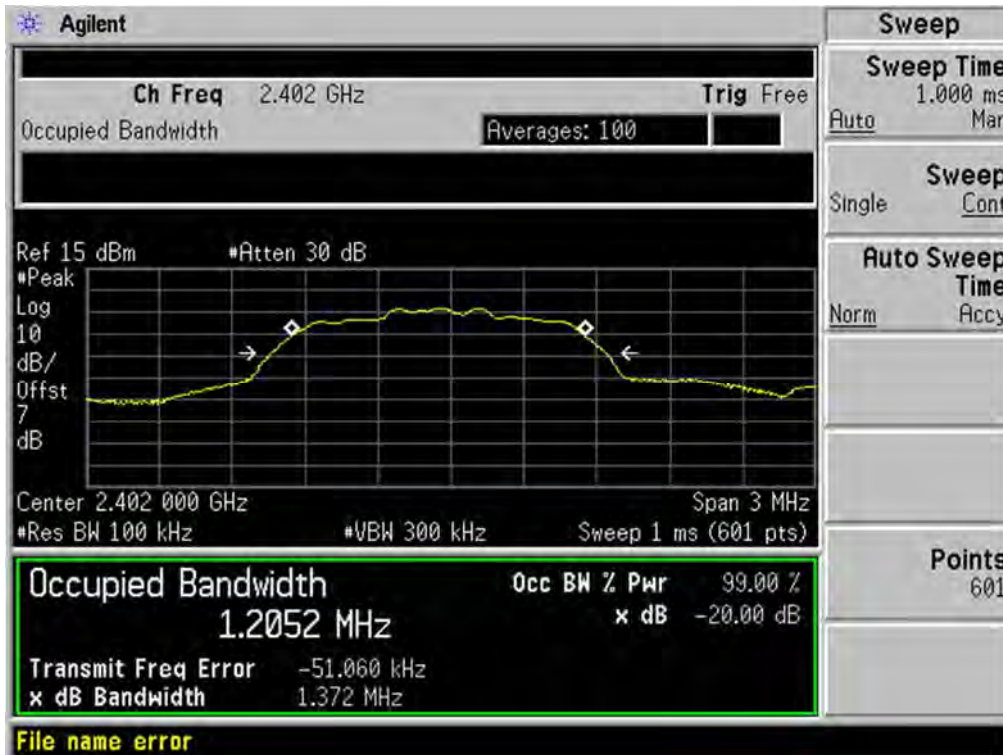 Agilent
Sweep
Ch Freq 2.402 GHz Trig Free
Occupied Bandwidth Averages: 100
Ref 15 dBm #Atten 30 dB
#Peak
Log
10
dB/
Offst
7
dB
Center 2.402 000 GHz Span 3 MHz
#Res BW 100 kHz #VBW 300 kHz Sweep 1 ms (601 pts)
Occupied Bandwidth Occ BW % Pwr 99.00 %
1.2052 MHz x dB -20.00 dB
Transmit Freq Error -51.060 kHz
x dB Bandwidth 1.372 MHz
File name error
Sweep Time
1.000 ms
Auto Man
Sweep
Single Cont
Auto Sweep
Time
Norm Accy
Points
601